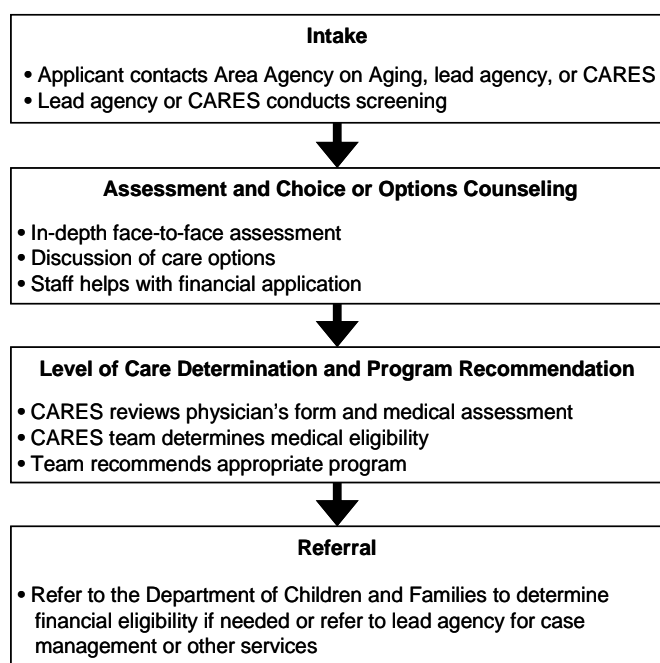 Intake
• Applicant contacts Area Agency on Aging, lead agency, or CARES
• Lead agency or CARES conducts screening
Assessment and Choice or Options Counseling
• In-depth face-to-face assessment
• Discussion of care options
• Staff helps with financial application
Level of Care Determination and Program Recommendation
• CARES reviews physician’s form and medical assessment
• CARES team determines medical eligibility
• Team recommends appropriate program
Referral
• Refer to the Department of Children and Families to determine
financial eligibility if needed or refer to lead agency for case
management or other services